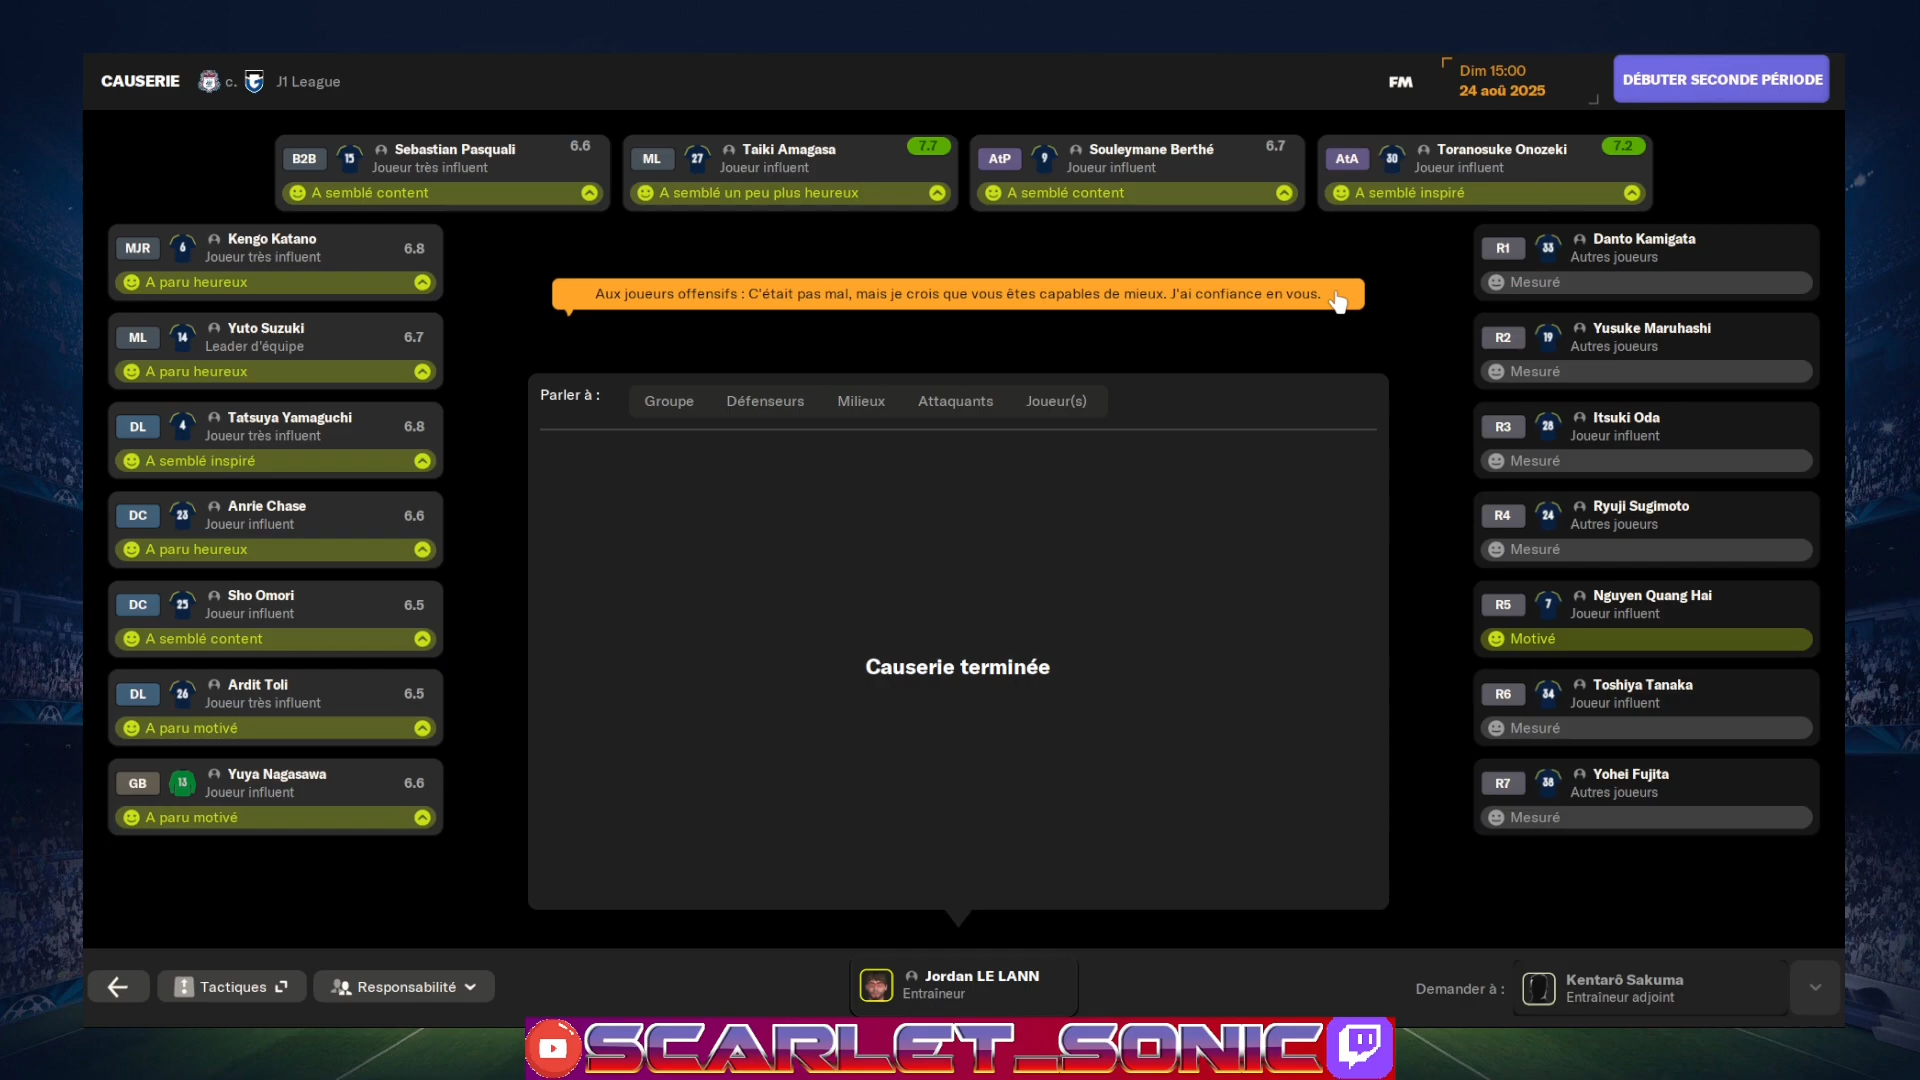 CAUSERIE
c.
J1 League
FM
Dim 15:00
24 aoû 2025
DÉBUTER SECONDE PÉRIODE
B2B 15 Sebastian Pasquali 6.6
Joueur très influent
A semblé content
ML 27 Taiki Amagasa 7.7
Joueur influent
A semblé un peu plus heureux
AtP 9 Souleymane Berthé 6.7
Joueur influent
A semblé content
AtA 30 Toranosuke Onozeki 7.2
Joueur influent
A semblé inspiré
MJR 6 Kengo Katano 6.8
Joueur très influent
A paru heureux
ML 14 Yuto Suzuki 6.7
Leader d'équipe
A paru heureux
DL 4 Tatsuya Yamaguchi 6.8
Joueur très influent
A semblé inspiré
DC 23 Anrie Chase 6.6
Joueur influent
A paru heureux
DC 25 Sho Omori 6.5
Joueur influent
A semblé content
DL 26 Ardit Toli 6.5
Joueur très influent
A paru motivé
GB 13 Yuya Nagasawa 6.6
Joueur influent
A paru motivé
Aux joueurs offensifs : C'était pas mal, mais je crois que vous êtes capables de mieux. J'ai confiance en vous.
Parler à : Groupe Défenseurs Milieux Attaquants Joueur(s)
Causerie terminée
R1 33 Danto Kamigata
Autres joueurs
Mesuré
R2 19 Yusuke Maruhashi
Autres joueurs
Mesuré
R3 28 Itsuki Oda
Joueur influent
Mesuré
R4 24 Ryuji Sugimoto
Autres joueurs
Mesuré
R5 7 Nguyen Quang Hai
Joueur influent
Motivé
R6 34 Toshiya Tanaka
Joueur influent
Mesuré
R7 38 Yohei Fujita
Autres joueurs
Mesuré
Tactiques
Responsabilité
Jordan LE LANN
Entraîneur
Demander à :
Kentarô Sakuma
Entraîneur adjoint
SCARLET_SONIC